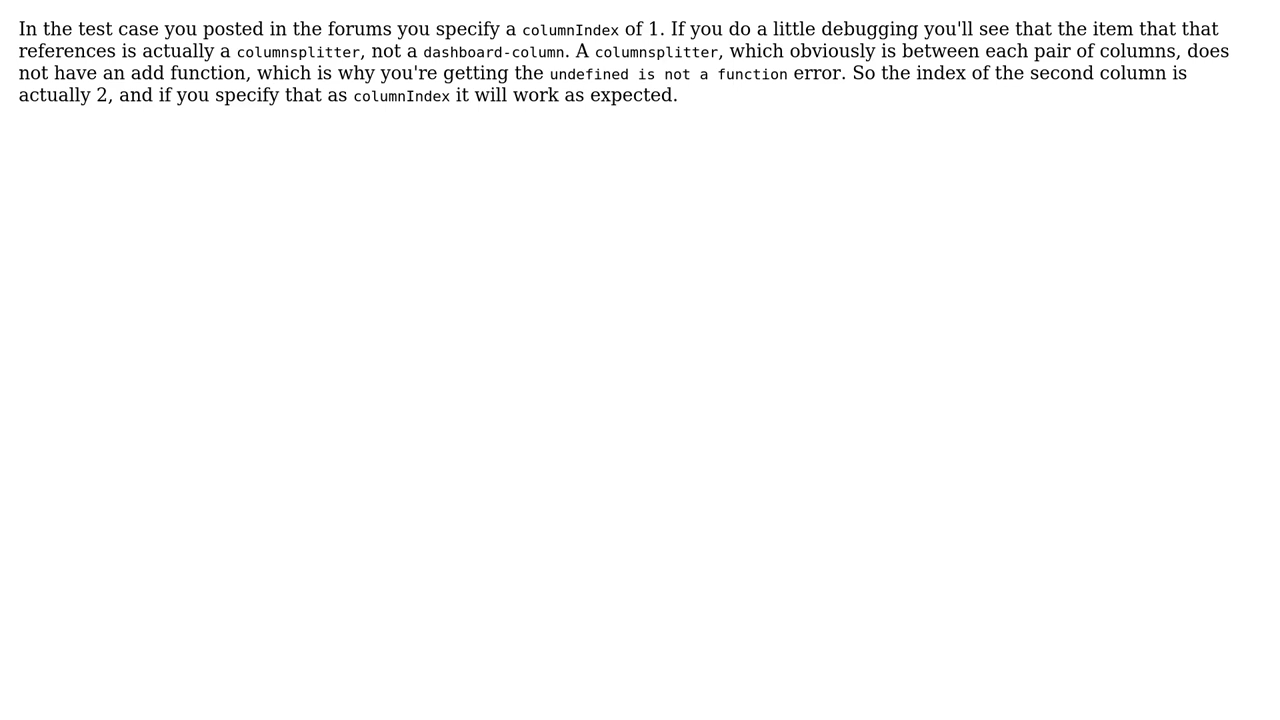 In the test case you posted in the forums you specify a columnIndex of 1. If you do a little debugging you'll see that the item that that
references is actually a columnsplitter, not a dashboard-column. A columnsplitter, which obviously is between each pair of columns, does
not have an add function, which is why you're getting the undefined is not a function error. So the index of the second column is
actually 2, and if you specify that as columnIndex it will work as expected.